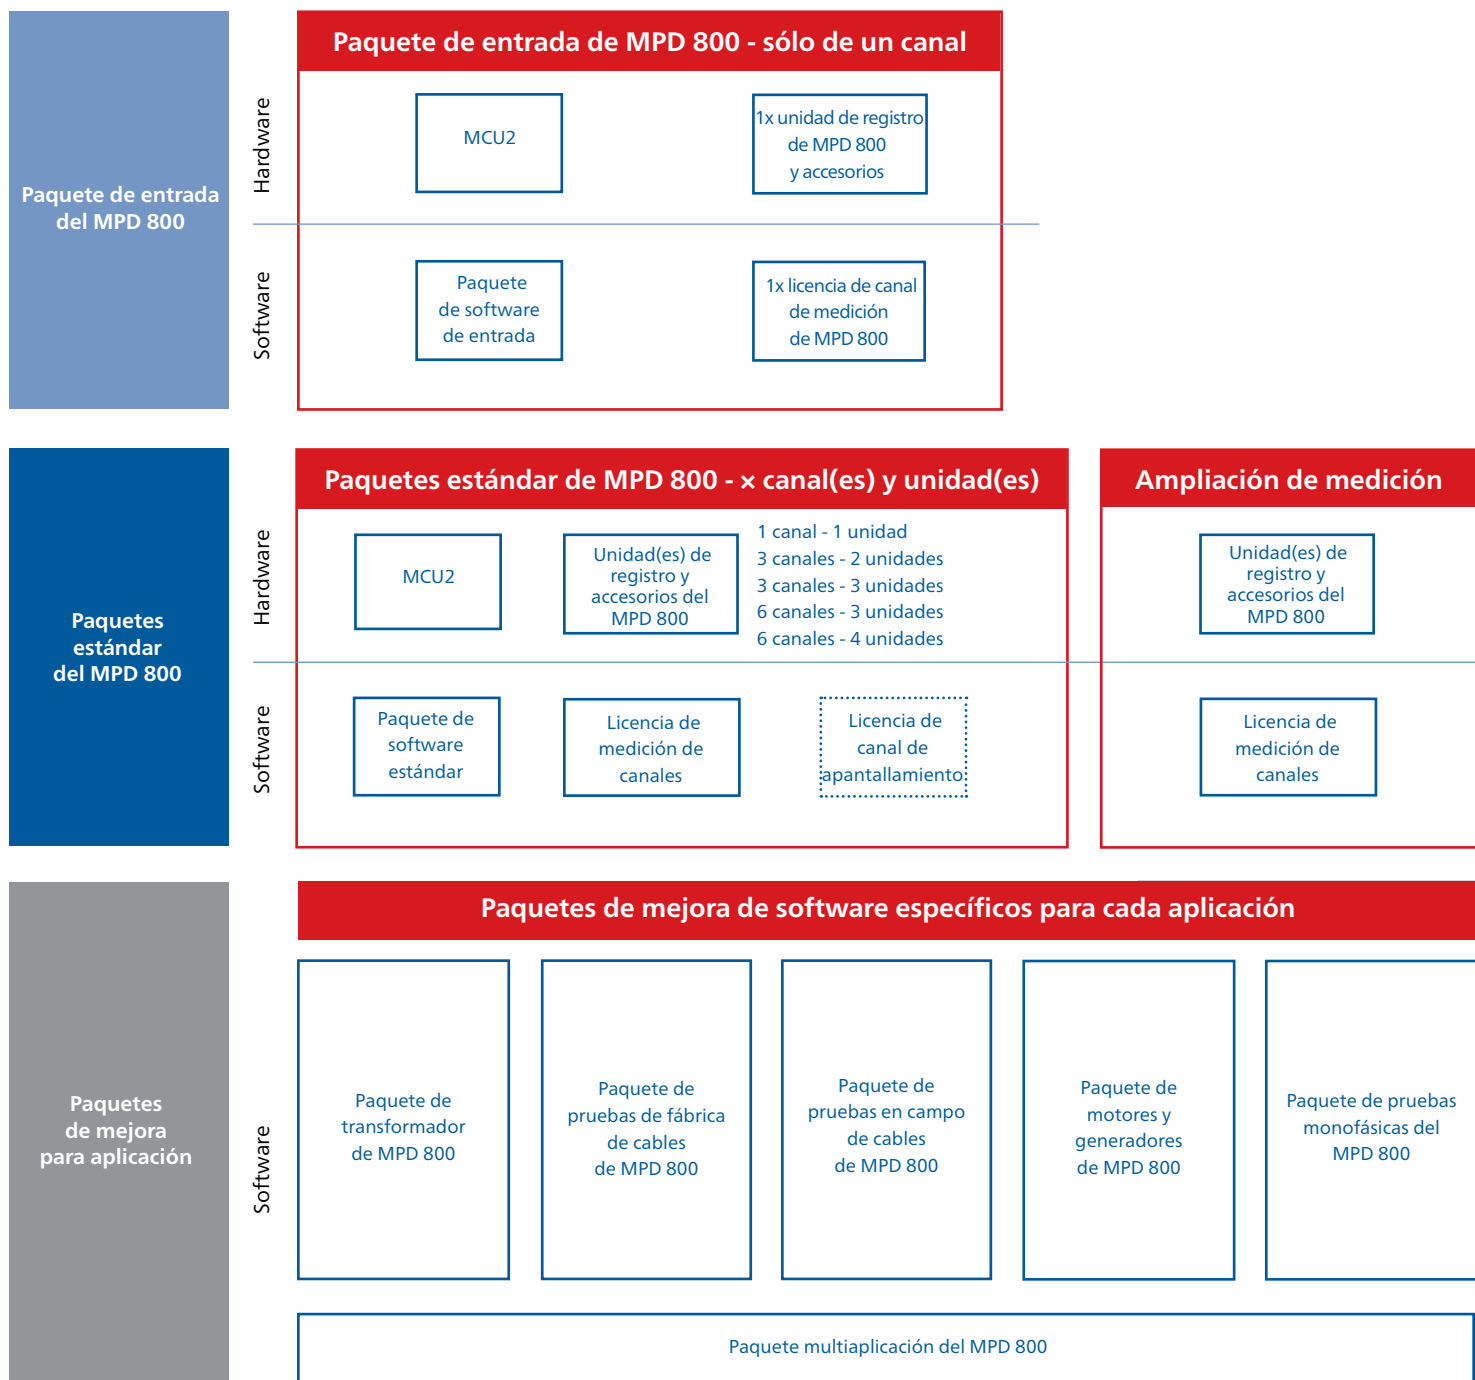 Paquete de entrada
del MPD 800
Paquete de entrada de MPD 800 - sólo de un canal
Hardware
MCU2
1x unidad de registro
de MPD 800
y accesorios
Software
Paquete
de software
de entrada
1x licencia de canal
de medición
de MPD 800
Paquetes
estándar
del MPD 800
Paquetes estándar de MPD 800 - × canal(es) y unidad(es)
Hardware
MCU2
Unidad(es) de
registro y
accesorios del
MPD 800
1 canal - 1 unidad
3 canales - 2 unidades
3 canales - 3 unidades
6 canales - 3 unidades
6 canales - 4 unidades
Software
Paquete de
software
estándar
Licencia de
medición de
canales
Licencia de
canal de
apantallamiento
Ampliación de medición
Unidad(es) de
registro y
accesorios del
MPD 800
Licencia de
medición de
canales
Paquetes
de mejora
para aplicación
Paquetes de mejora de software específicos para cada aplicación
Software
Paquete de
transformador
de MPD 800
Paquete de
pruebas de fábrica
de cables
de MPD 800
Paquete de
pruebas en campo
de cables
de MPD 800
Paquete de
motores y
generadores
de MPD 800
Paquete de pruebas
monofásicas del
MPD 800
Paquete multiaplicación del MPD 800